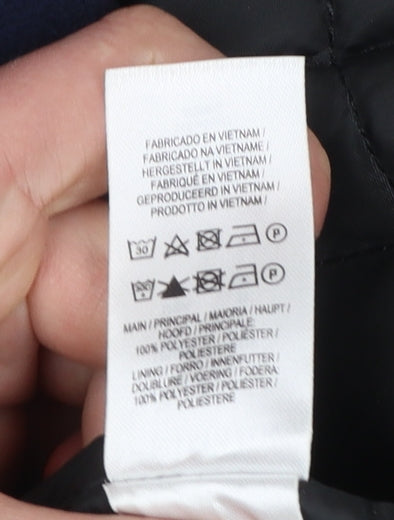 FABRICADO EN VIETNAM /
FABRICADO NA VIETNAME /
HERGESTELLT IN VIETNAM /
FABRIQUÉ EN VIETNAM /
GEPRODUCEERD IN VIETNAM /
PRODOTTO IN VIETNAM /
30 P
P
MAIN / PRINCIPAL / MAIORIA / HAUPT /
HOOFD / PRINCIPALE:
100% POLYESTER / POLIÉSTER /
POLIESTERE
LINING / FORRO / INNENFUTTER /
DOUBLURE / VOERING / FODERA:
100% POLYESTER / POLIÉSTER /
POLIESTERE